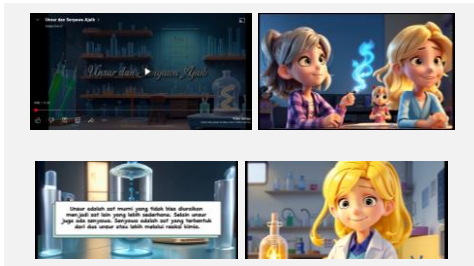 Unsur dan Senyawa Ajaib
Unsur dan Senyawa Ajaib
Unsur adalah zat murni yang tidak bisa diuraikan
menjadi zat lain yang lebih sederhana. Selain unsur
juga ada senyawa. Senyawa adalah zat yang terbentuk
dari dua unsur atau lebih melalui reaksi kimia.